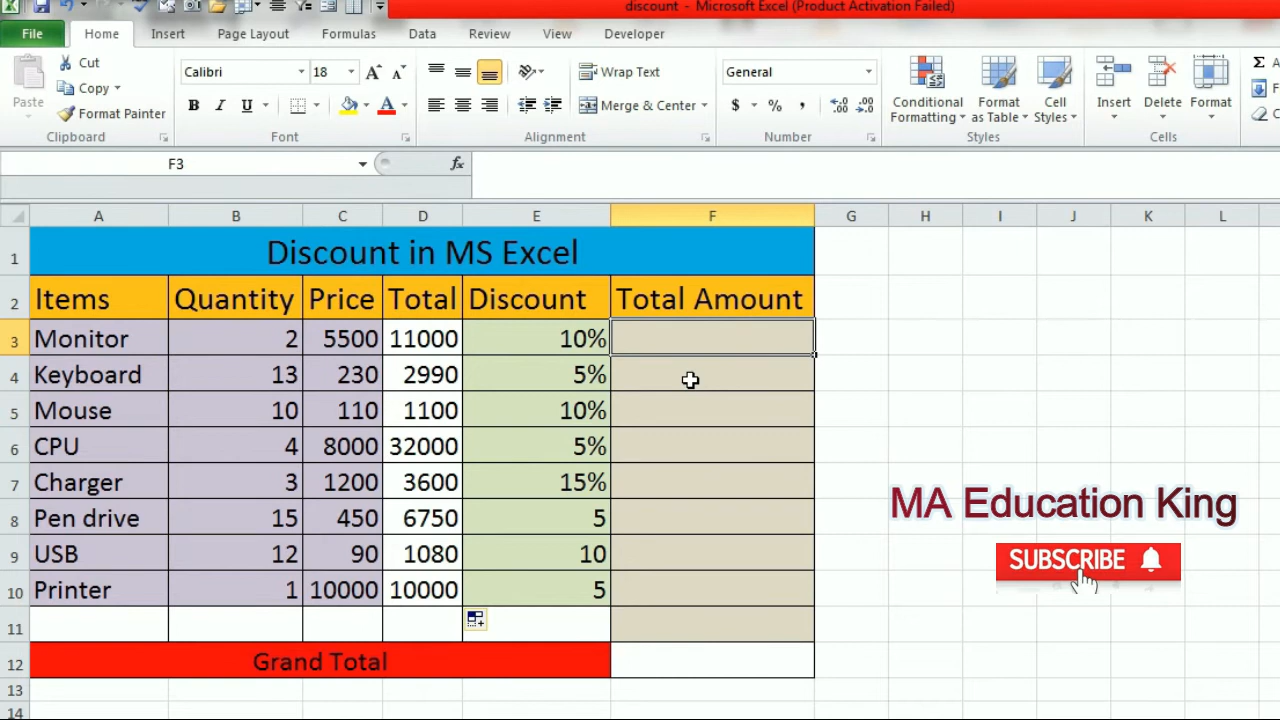 discount - Microsoft Excel (Product Activation Failed)
File Home Insert Page Layout Formulas Data Review View Developer
Cut
Copy
Format Painter
Paste
Clipboard
Calibri 18
B I U
Font
Wrap Text
Merge & Center
Alignment
General
$ % ,
Number
Conditional Formatting
Format as Table
Cell Styles
Styles
Insert Delete Format
Cells
F3 fx
A B C D E F G H I J K L
1 Discount in MS Excel
2 Items Quantity Price Total Discount Total Amount
3 Monitor 2 5500 11000 10%
4 Keyboard 13 230 2990 5%
5 Mouse 10 110 1100 10%
6 CPU 4 8000 32000 5%
7 Charger 3 1200 3600 15%
8 Pen drive 15 450 6750 5
9 USB 12 90 1080 10
10 Printer 1 10000 10000 5
11
12 Grand Total
13
14
MA Education King
SUBSCRIBE